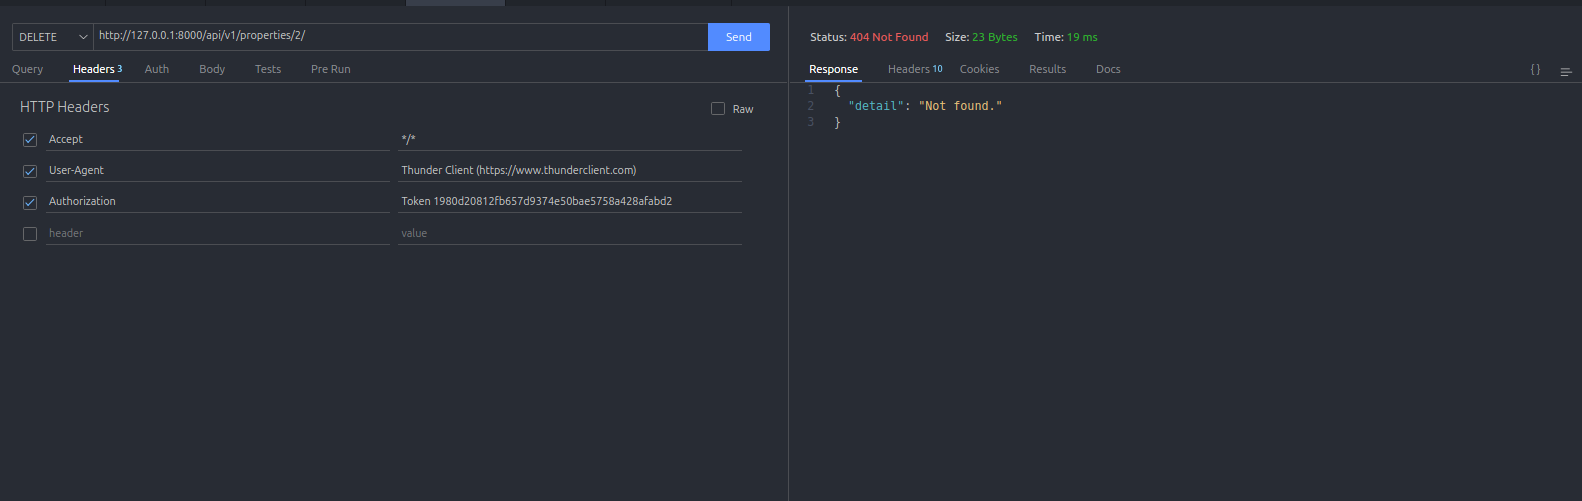 DELETE http://127.0.0.1:8000/api/v1/properties/2/ Send
Query Headers 3 Auth Body Tests Pre Run
HTTP Headers Raw
Accept */*
User-Agent Thunder Client (https://www.thunderclient.com)
Authorization Token 1980d20812fb657d9374e50bae5758a428afabd2
header value
Status: 404 Not Found Size: 23 Bytes Time: 19 ms
Response Headers 10 Cookies Results Docs {}
1 {
2 "detail": "Not found."
3 }